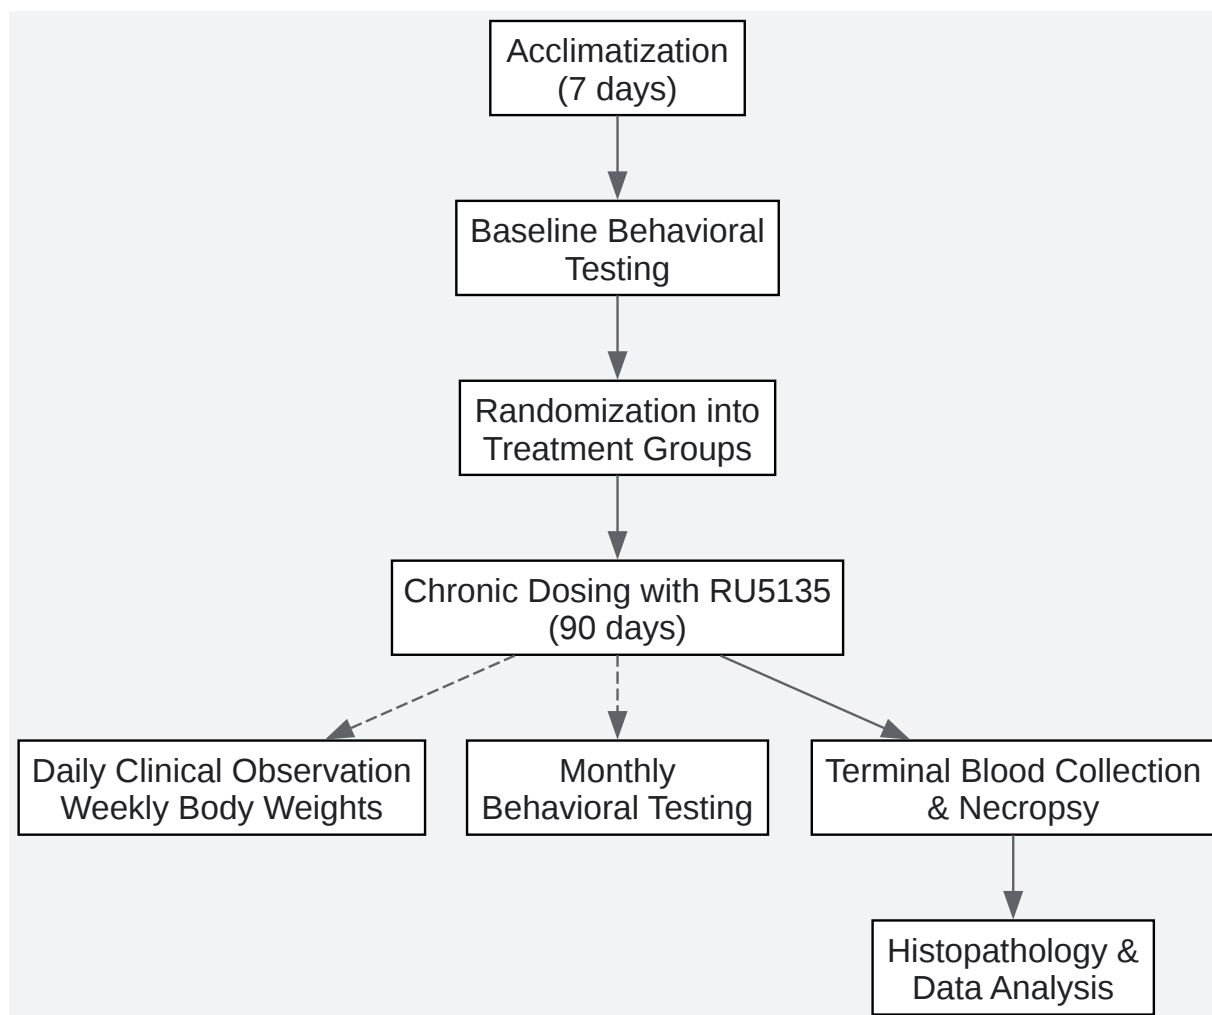 Acclimatization
(7 days)
Baseline Behavioral
Testing
Randomization into
Treatment Groups
Chronic Dosing with RU5135
(90 days)
Daily Clinical Observation
Weekly Body Weights
Monthly
Behavioral Testing
Terminal Blood Collection
& Necropsy
Histopathology &
Data Analysis